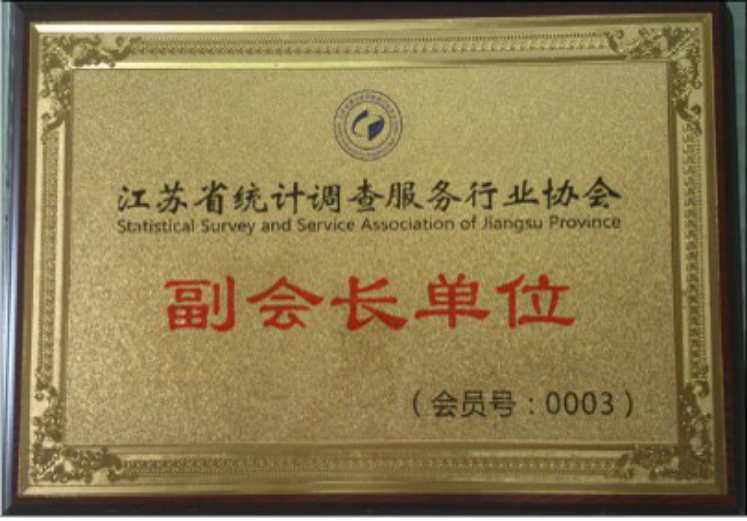 江苏省统计调查服务行业协会
Statistical Survey and Service Association of Jiangsu Province
副会长单位
（会员号：0003）